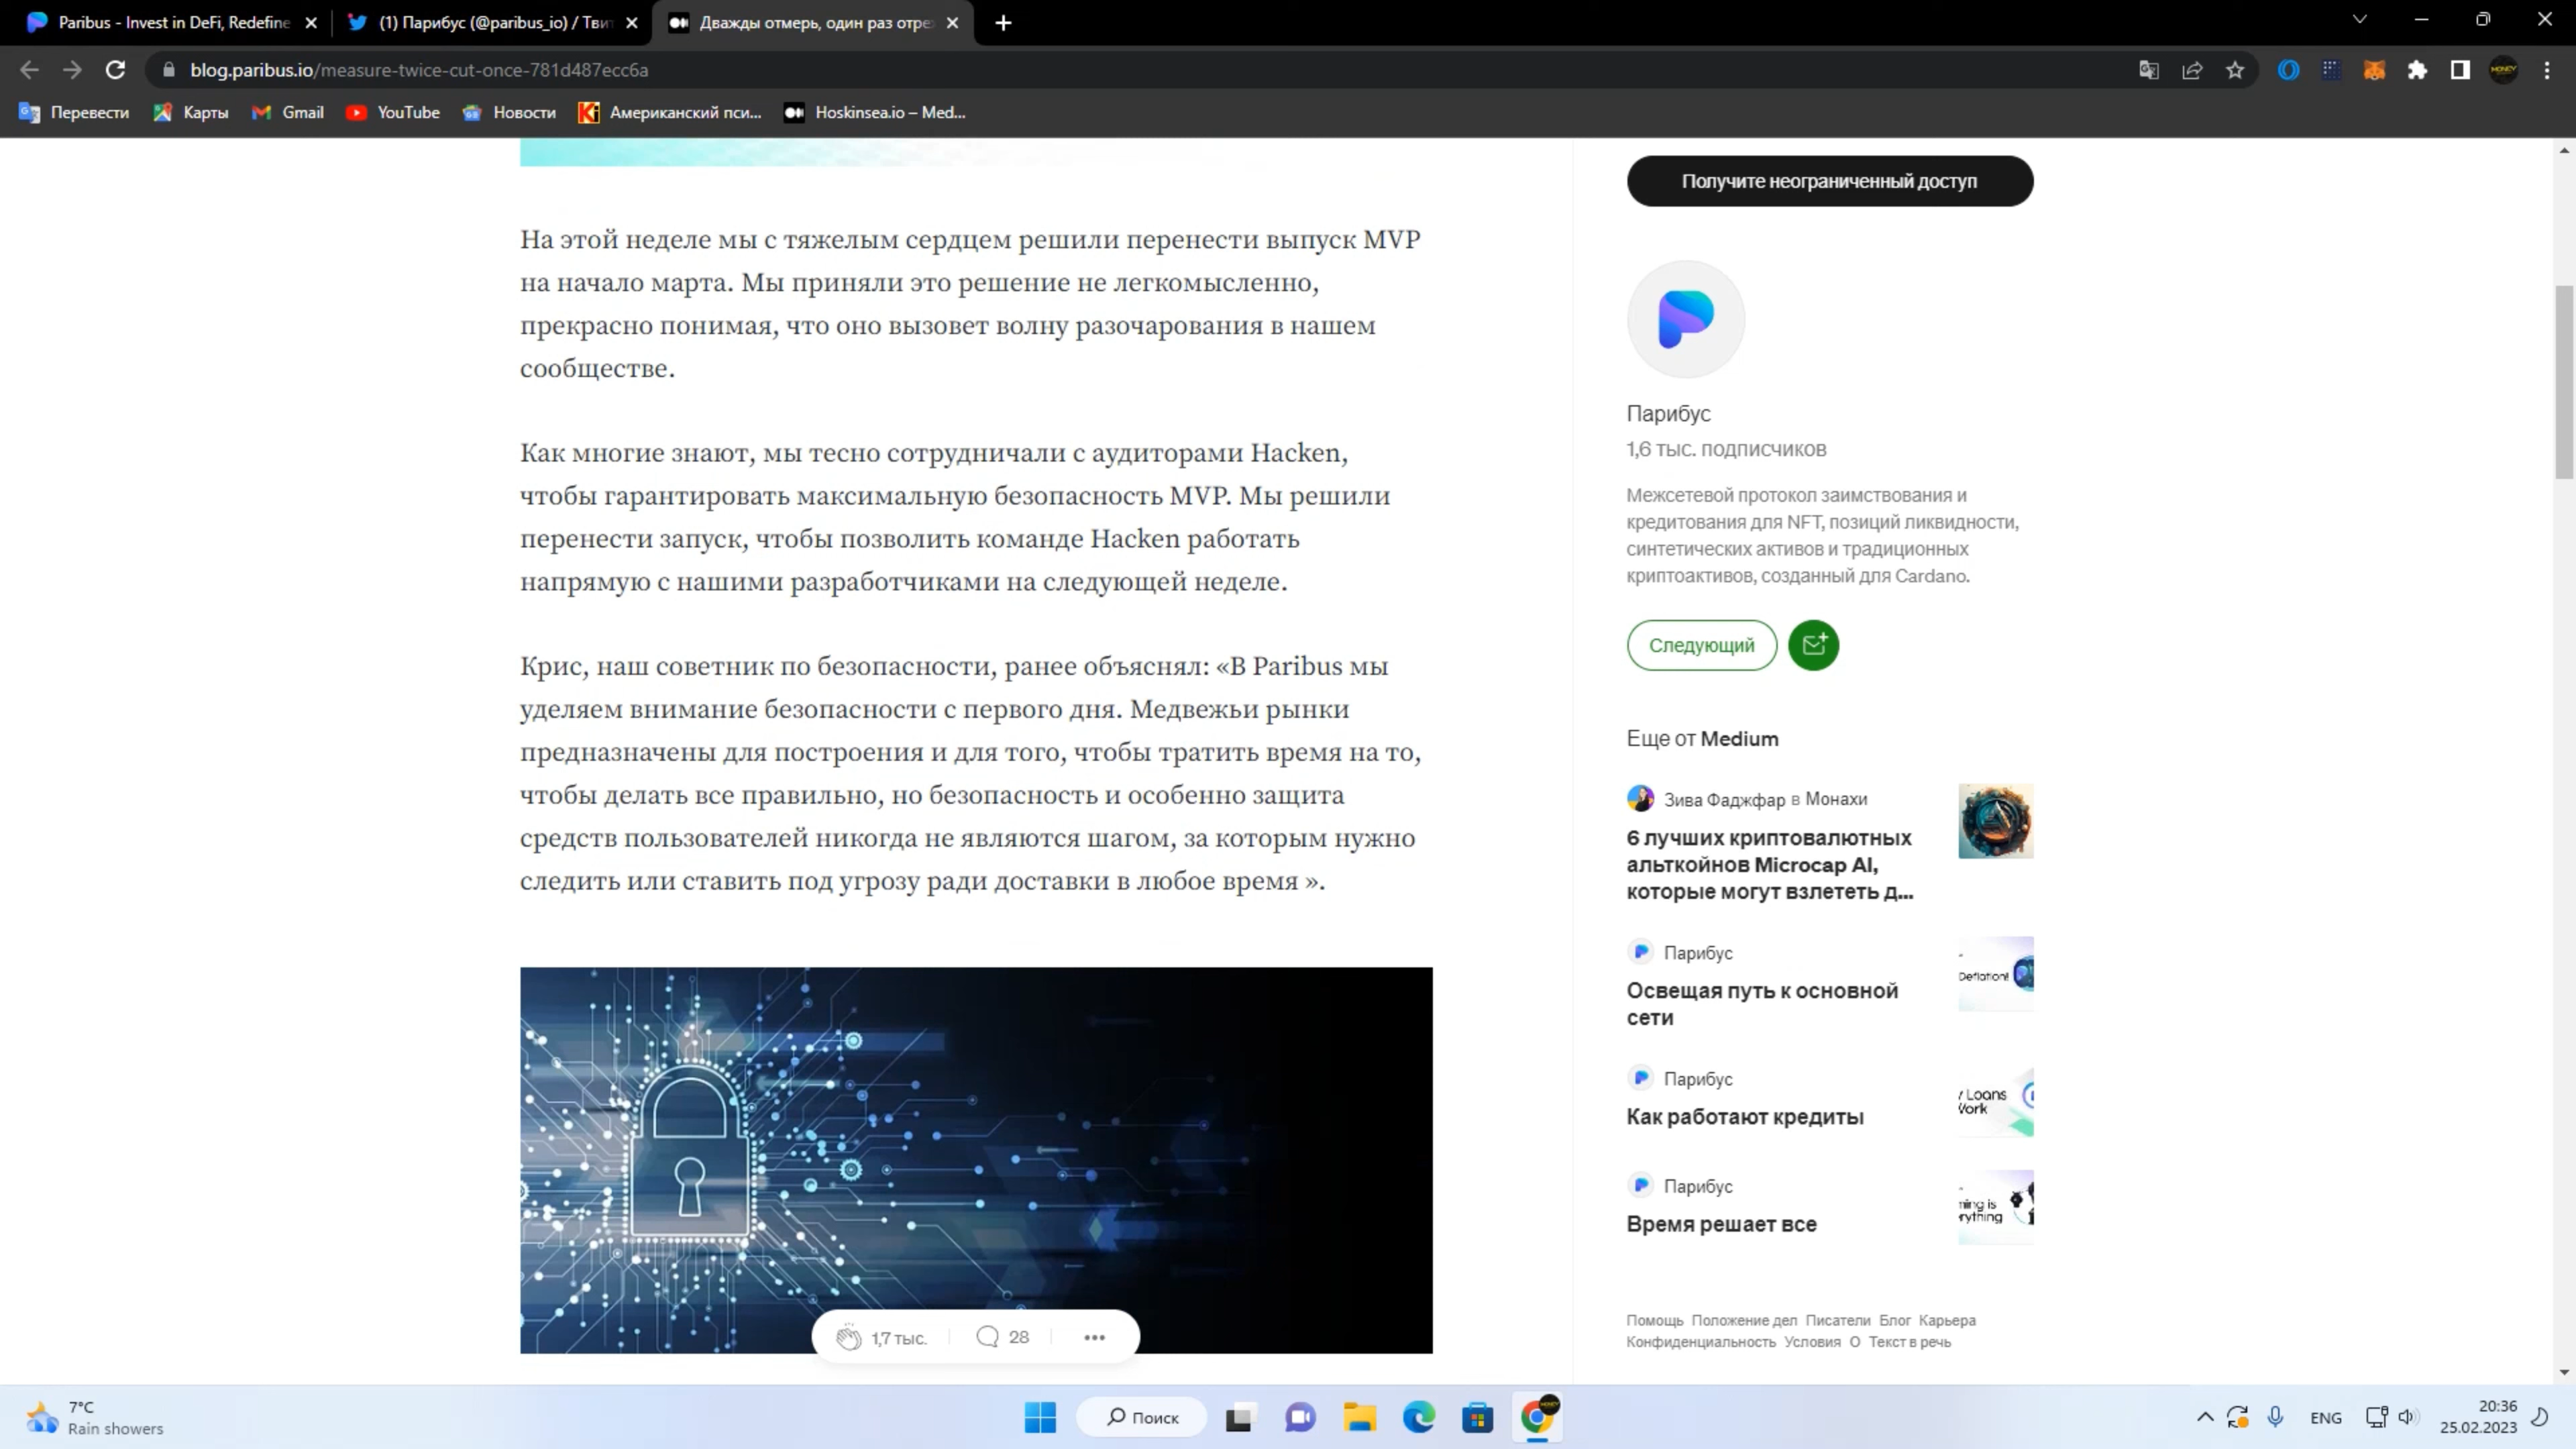 Paribus - Invest in DeFi, Redefine
(1) Парибус (@paribus_io) / Твит
Дважды отмерь, один раз отре
blog.paribus.io/measure-twice-cut-once-781d487ecc6a
Перевести
Карты
Gmail
YouTube
Новости
Американский пси...
Hoskinsea.io – Med...
На этой неделе мы с тяжелым сердцем решили перенести выпуск MVP
на начало марта. Мы приняли это решение не легкомысленно,
прекрасно понимая, что оно вызовет волну разочарования в нашем
сообществе.
Как многие знают, мы тесно сотрудничали с аудиторами Hacken,
чтобы гарантировать максимальную безопасность MVP. Мы решили
перенести запуск, чтобы позволить команде Hacken работать
напрямую с нашими разработчиками на следующей неделе.
Крис, наш советник по безопасности, ранее объяснял: «В Paribus мы
уделяем внимание безопасности с первого дня. Медвежьи рынки
предназначены для построения и для того, чтобы тратить время на то,
чтобы делать все правильно, но безопасность и особенно защита
средств пользователей никогда не являются шагом, за которым нужно
следить или ставить под угрозу ради доставки в любое время ».
1,7 тыс.
28
Получите неограниченный доступ
Парибус
1,6 тыс. подписчиков
Межсетевой протокол заимствования и
кредитования для NFT, позиций ликвидности,
синтетических активов и традиционных
криптоактивов, созданный для Cardano.
Следующий
Еще от Medium
Зива Фаджфар в Монахи
6 лучших криптовалютных
альткойнов Microcap AI,
которые могут взлететь д...
Парибус
Освещая путь к основной
сети
Deflation!
Парибус
Как работают кредиты
y Loans
Work
Парибус
Время решает все
ming is
erything
Помощь Положение дел Писатели Блог Карьера
Конфиденциальность Условия О Текст в речь
7°C
Rain showers
Поиск
ENG
20:36
25.02.2023